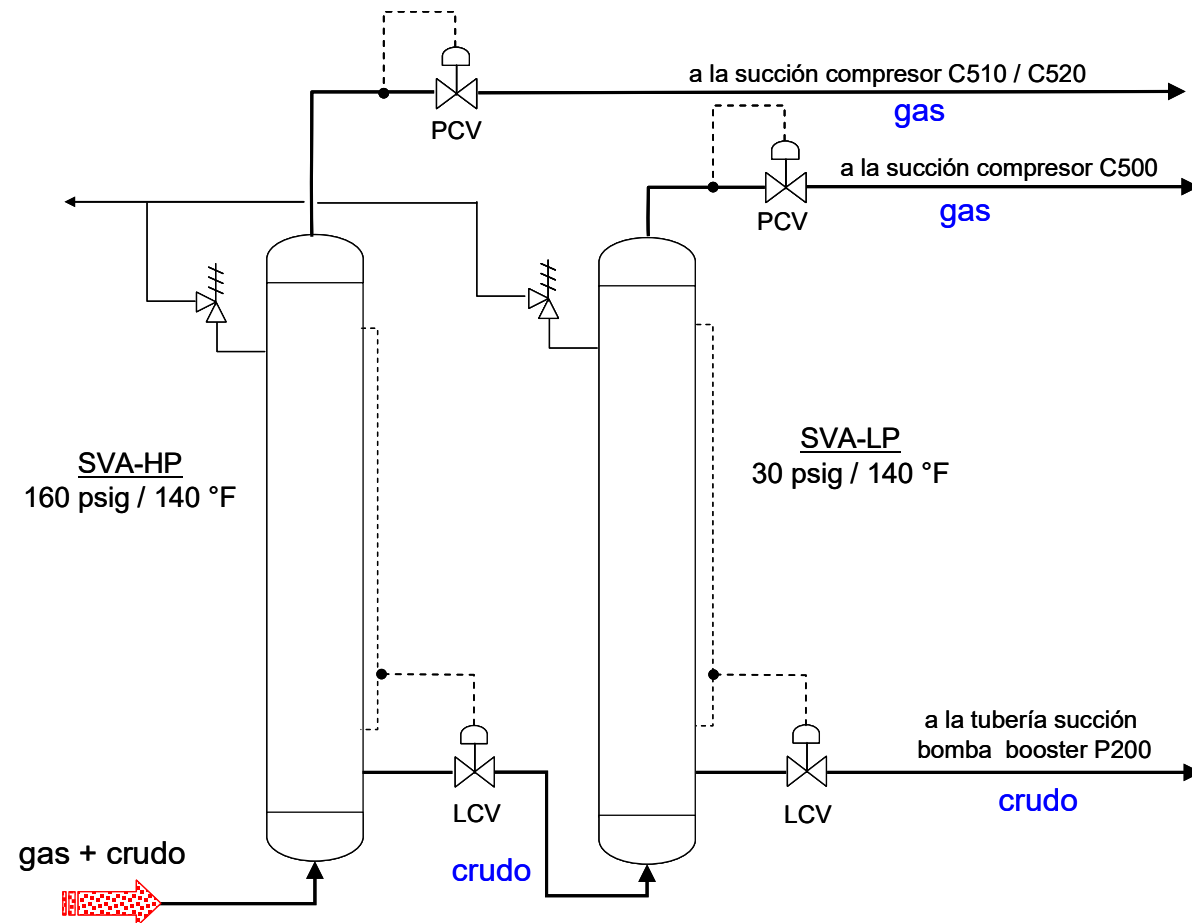 a la succión compresor C510 / C520
gas
PCV
a la succión compresor C500
gas
PCV
SVA-HP
160 psig / 140 °F
SVA-LP
30 psig / 140 °F
a la tubería succión
bomba booster P200
crudo
LCV
LCV
gas + crudo
crudo